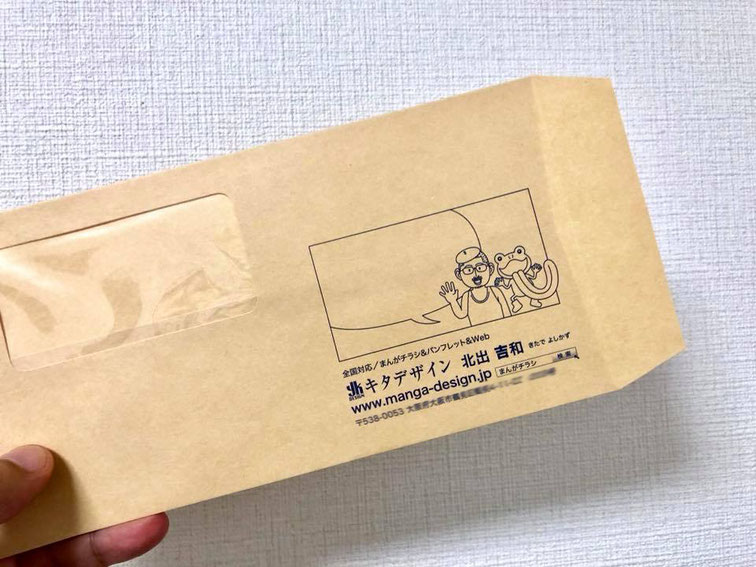 全国対応／まんがチラシ&パンフレット&Web
キタデザイン 北出 吉和 きたで よしかず
www.manga-design.jp まんがチラシ 検索
〒538-0053 大阪府大阪市鶴見区